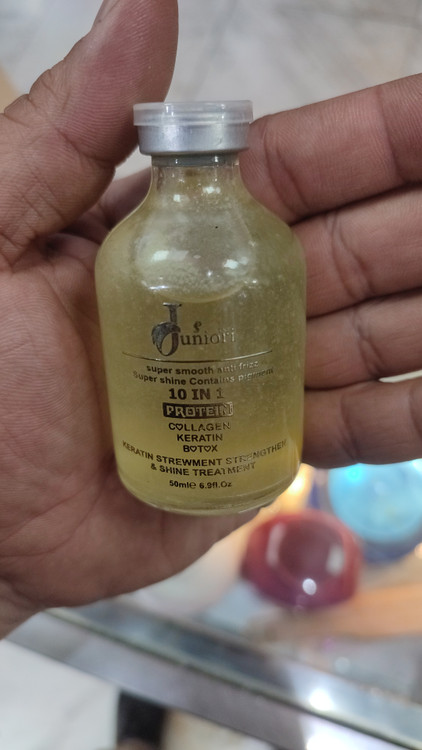 Juniori
super smooth anti frizz
Super shine Contains pigment
10 IN 1
PROTEIN
COLLAGEN
KERATIN
BOTOX
KERATIN STREWMENT STRENGTHEN
& SHINE TREATMENT
50ml℮ 6.9fl.Oz